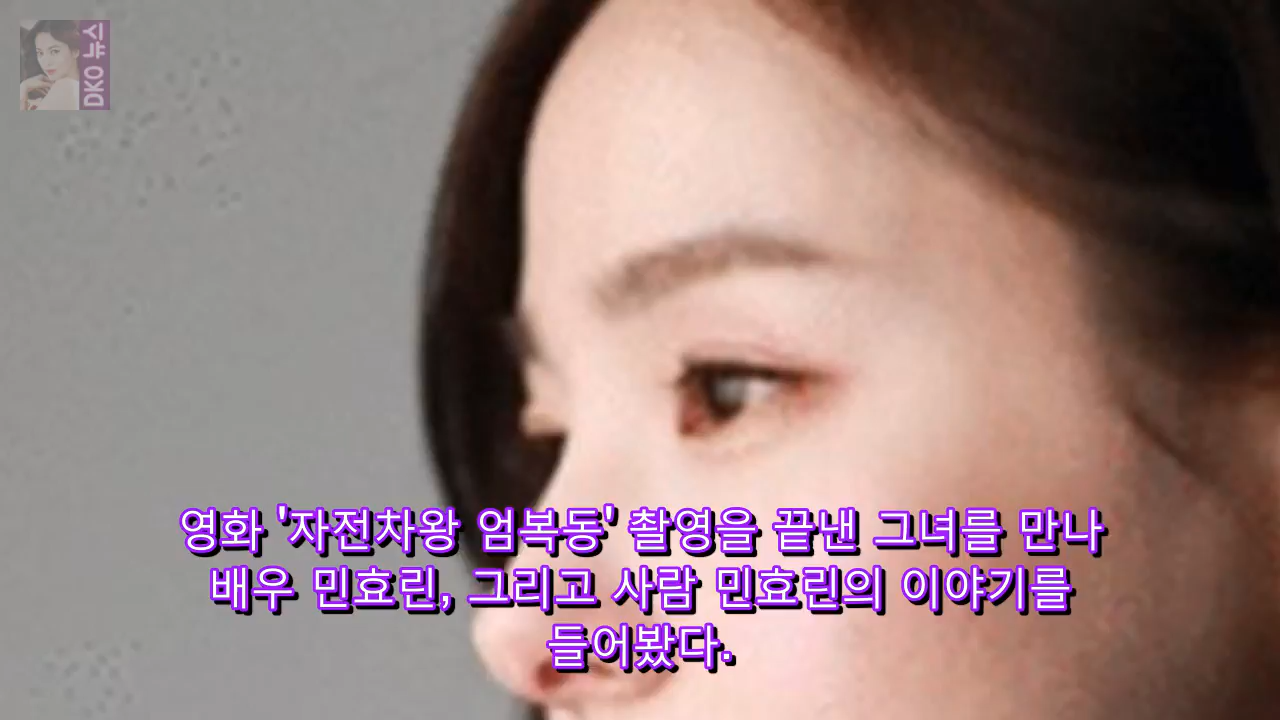 DKO 뉴스
영화 '자전차왕 엄복동' 촬영을 끝낸 그녀를 만나
배우 민효린, 그리고 사람 민효린의 이야기를
들어봤다.